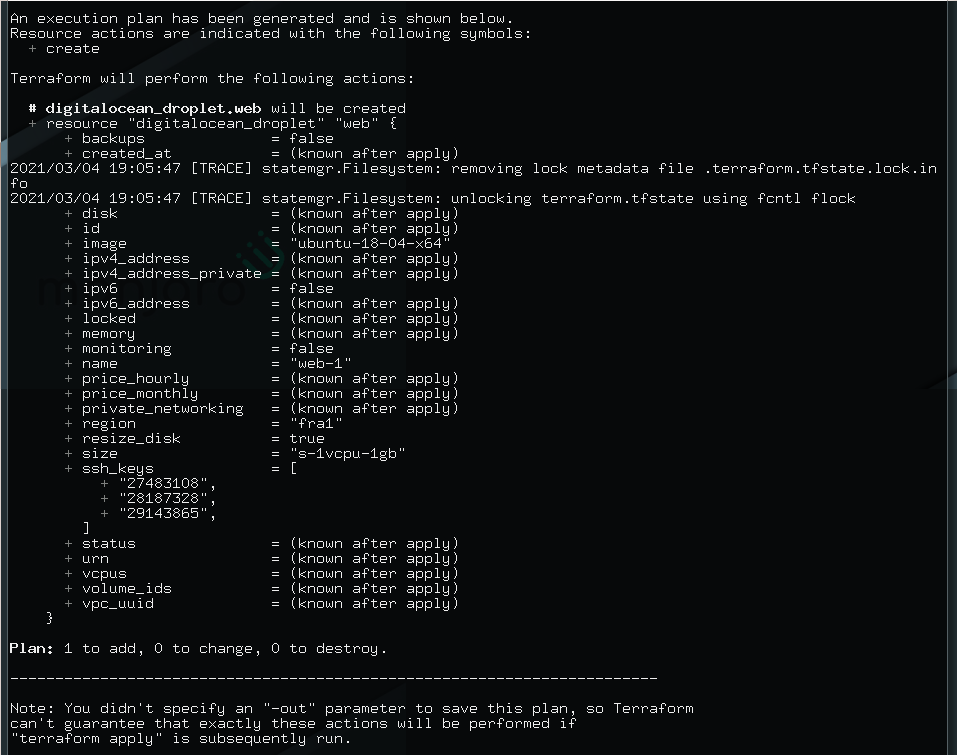 An execution plan has been generated and is shown below.
Resource actions are indicated with the following symbols:
  + create

Terraform will perform the following actions:

  # digitalocean_droplet.web will be created
  + resource "digitalocean_droplet" "web" {
      + backups              = false
      + created_at           = (known after apply)
2021/03/04 19:05:47 [TRACE] statemgr.Filesystem: removing lock metadata file .terraform.tfstate.lock.in
fo
2021/03/04 19:05:47 [TRACE] statemgr.Filesystem: unlocking terraform.tfstate using fcntl flock
      + disk                 = (known after apply)
      + id                   = (known after apply)
      + image                = "ubuntu-18-04-x64"
      + ipv4_address         = (known after apply)
      + ipv4_address_private = (known after apply)
      + ipv6                 = false
      + ipv6_address         = (known after apply)
      + locked               = (known after apply)
      + memory               = (known after apply)
      + monitoring           = false
      + name                 = "web-1"
      + price_hourly         = (known after apply)
      + price_monthly        = (known after apply)
      + private_networking   = (known after apply)
      + region               = "fra1"
      + resize_disk          = true
      + size                 = "s-1vcpu-1gb"
      + ssh_keys             = [
          + "27483108",
          + "28187328",
          + "29143865",
        ]
      + status               = (known after apply)
      + urn                  = (known after apply)
      + vcpus                = (known after apply)
      + volume_ids           = (known after apply)
      + vpc_uuid             = (known after apply)
    }

Plan: 1 to add, 0 to change, 0 to destroy.

------------------------------------------------------------------------

Note: You didn't specify an "-out" parameter to save this plan, so Terraform
can't guarantee that exactly these actions will be performed if
"terraform apply" is subsequently run.